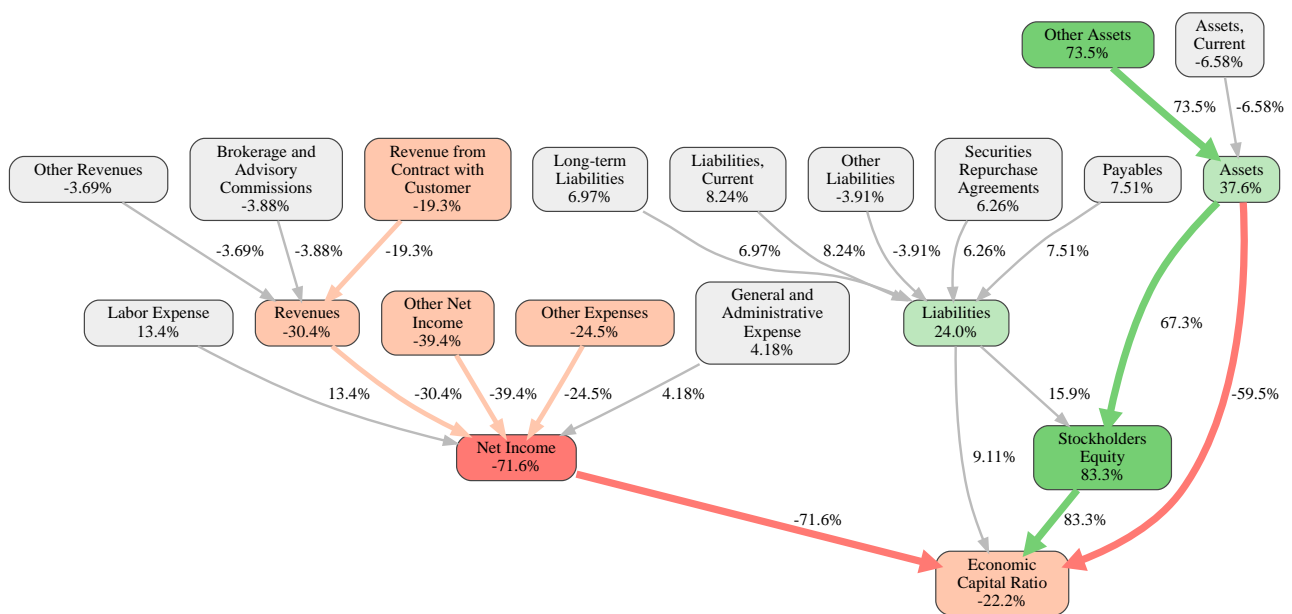 Other Assets
73.5%
Assets,
Current
-6.58%
73.5%
-6.58%
Other Revenues
-3.69%
Brokerage and
Advisory
Commissions
-3.88%
Revenue from
Contract with
Customer
-19.3%
Long-term
Liabilities
6.97%
Liabilities,
Current
8.24%
Other
Liabilities
-3.91%
Securities
Repurchase
Agreements
6.26%
Payables
7.51%
Assets
37.6%
-3.69%
-3.88%
-19.3%
6.97%
8.24%
-3.91%
6.26%
7.51%
Labor Expense
13.4%
Revenues
-30.4%
Other Net
Income
-39.4%
Other Expenses
-24.5%
General and
Administrative
Expense
4.18%
Liabilities
24.0%
67.3%
13.4%
-30.4%
-39.4%
-24.5%
4.18%
15.9%
-59.5%
Net Income
-71.6%
9.11%
Stockholders
Equity
83.3%
-71.6%
83.3%
Economic
Capital Ratio
-22.2%